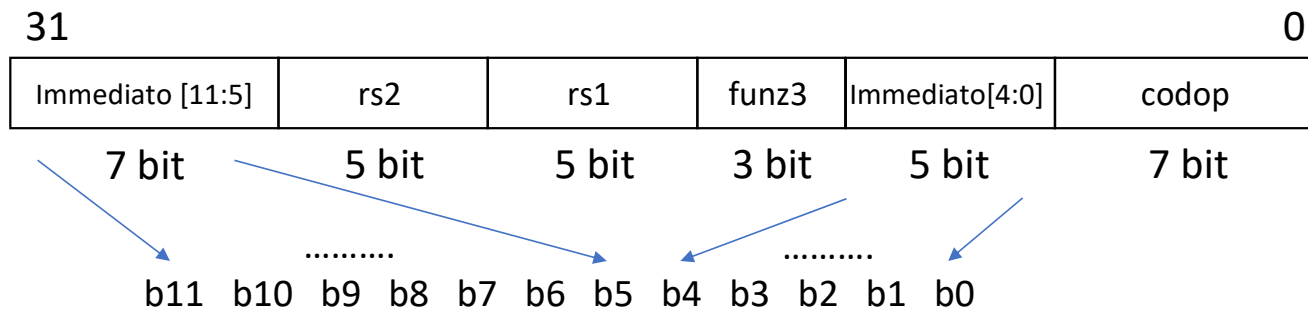 31 0
Immediato [11:5] rs2 rs1 funz3 Immediato[4:0] codop
7 bit 5 bit 5 bit 3 bit 5 bit 7 bit
………. ……….
b11 b10 b9 b8 b7 b6 b5 b4 b3 b2 b1 b0